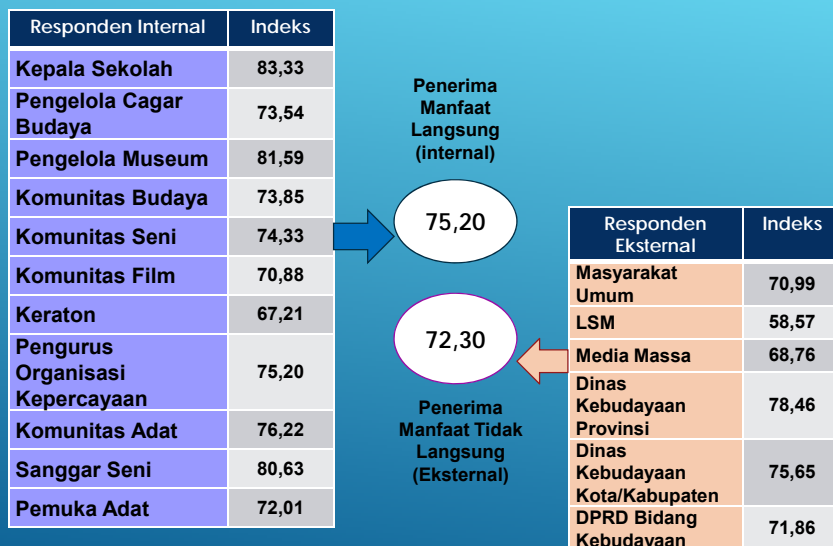 Responden Internal Indeks
Kepala Sekolah 83,33
Pengelola Cagar
Budaya 73,54
Pengelola Museum 81,59
Komunitas Budaya 73,85
Komunitas Seni 74,33
Komunitas Film 70,88
Keraton 67,21
Pengurus
Organisasi
Kepercayaan 75,20
Komunitas Adat 76,22
Sanggar Seni 80,63
Pemuka Adat 72,01
Penerima
Manfaat
Langsung
(internal)
75,20
72,30
Penerima
Manfaat Tidak
Langsung
(Eksternal)
Responden
Eksternal Indeks
Masyarakat
Umum 70,99
LSM 58,57
Media Massa 68,76
Dinas
Kebudayaan
Provinsi 78,46
Dinas
Kebudayaan
Kota/Kabupaten 75,65
DPRD Bidang
Kebudayaan 71,86